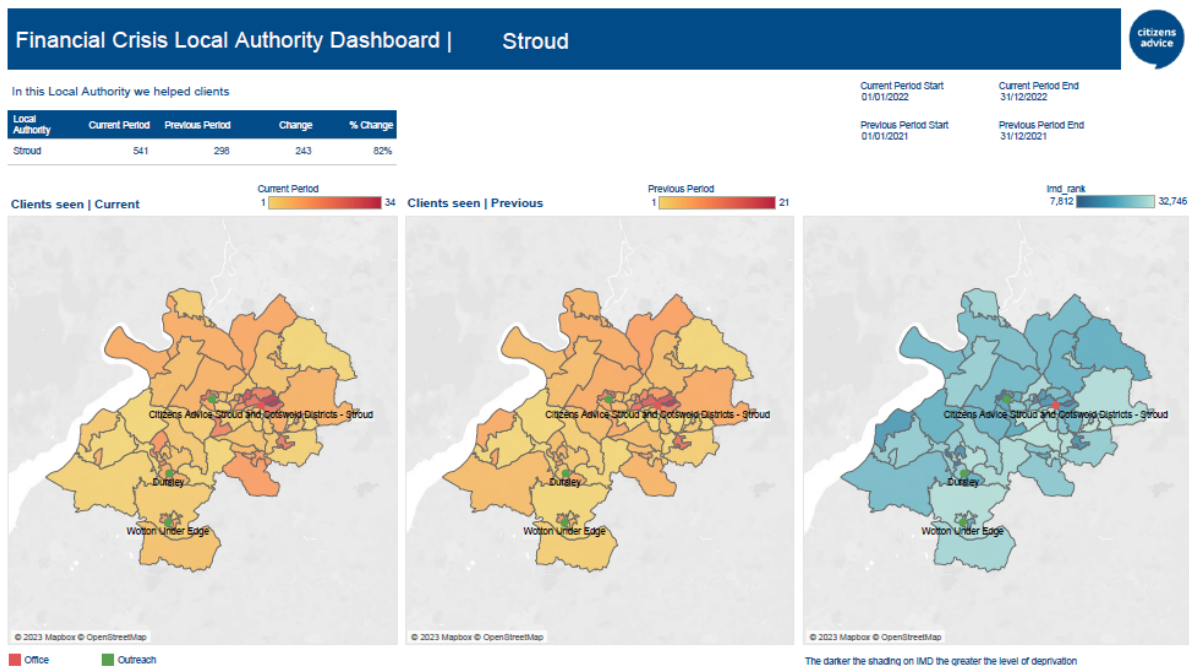 Financial Crisis Local Authority Dashboard | Stroud
citizens
advice
In this Local Authority we helped clients
Current Period Start
01/01/2022
Current Period End
31/12/2022
Previous Period Start
01/01/2021
Previous Period End
31/12/2021
Local Authority Current Period Previous Period Change % Change
Stroud 541 298 243 82%
Clients seen | Current
Current Period
1 34
Clients seen | Previous
Previous Period
1 21
Imd_rank
7,812 32,746
Citizens Advice Stroud and Cotswold Districts - Stroud
Dursley
Wotton Under Edge
© 2023 Mapbox © OpenStreetMap
Citizens Advice Stroud and Cotswold Districts - Stroud
Dursley
Wotton Under Edge
© 2023 Mapbox © OpenStreetMap
Citizens Advice Stroud and Cotswold Districts - Stroud
Dursley
Wotton Under Edge
© 2023 Mapbox © OpenStreetMap
Office Outreach
The darker the shading on IMD the greater the level of deprivation